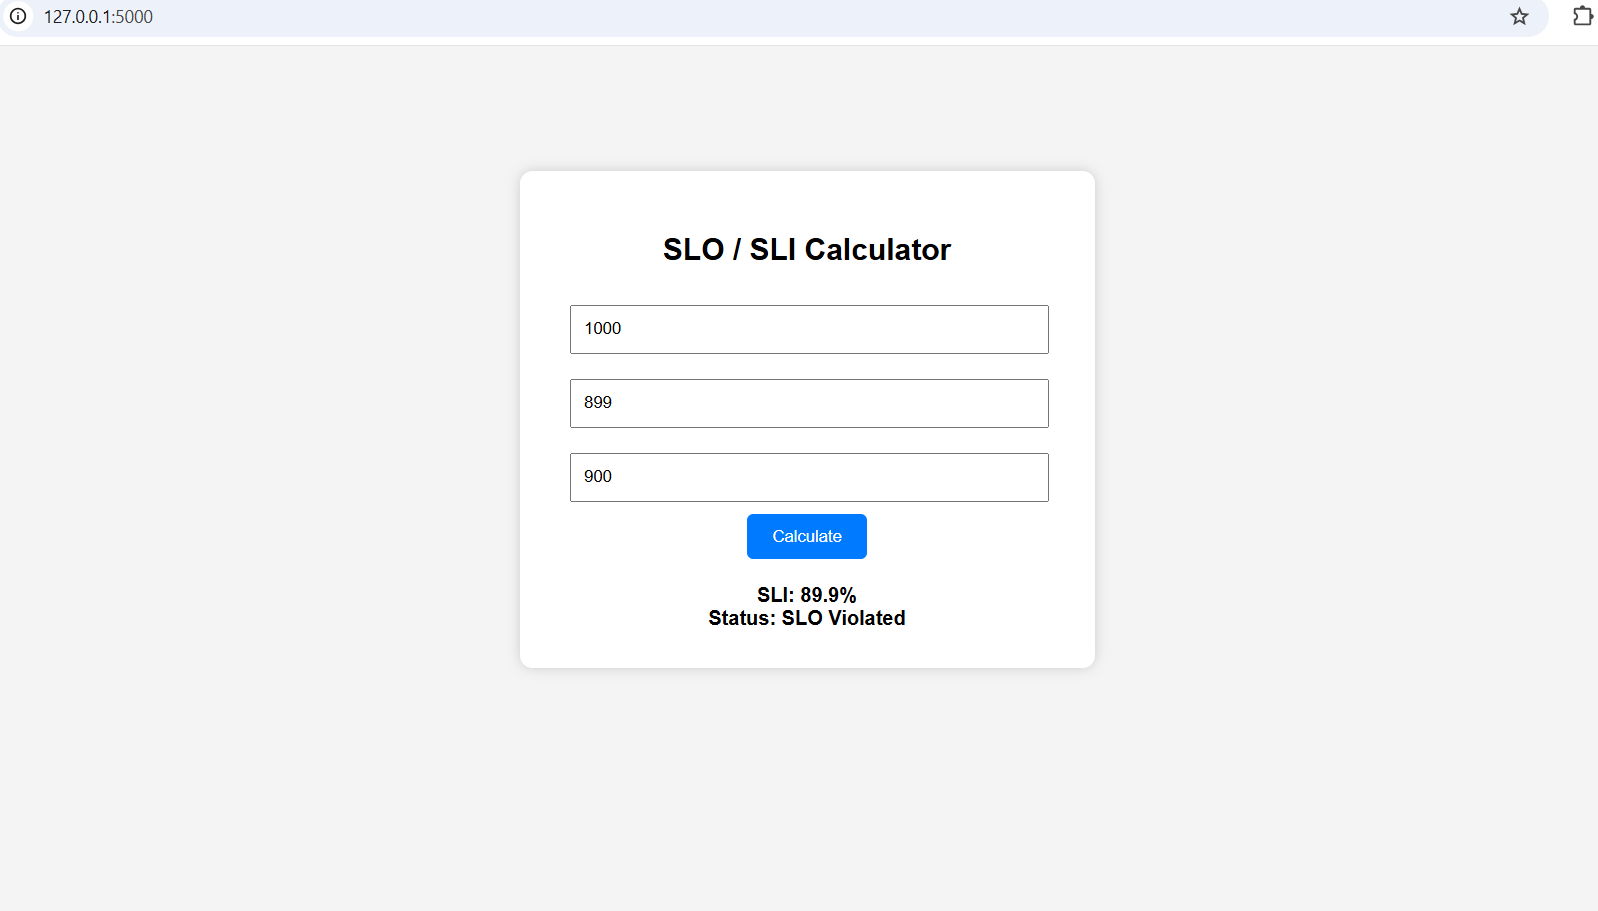 127.0.0.1:5000
SLO / SLI Calculator
1000
899
900
Calculate
SLI: 89.9%
Status: SLO Violated